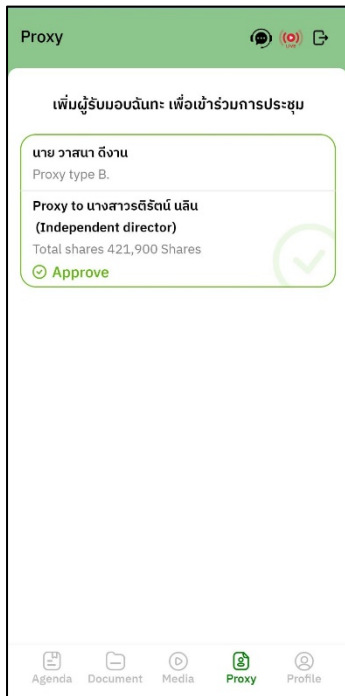 Proxy
LIVE
เพิ่มผู้รับมอบฉันทะ เพื่อเข้าร่วมการประชุม
นาย วาสนา ดีงาน
Proxy type B.
Proxy to นางสาวรติรัตน์ นลิน
(Independent director)
Total shares 421,900 Shares
Approve
Agenda Document Media Proxy Profile